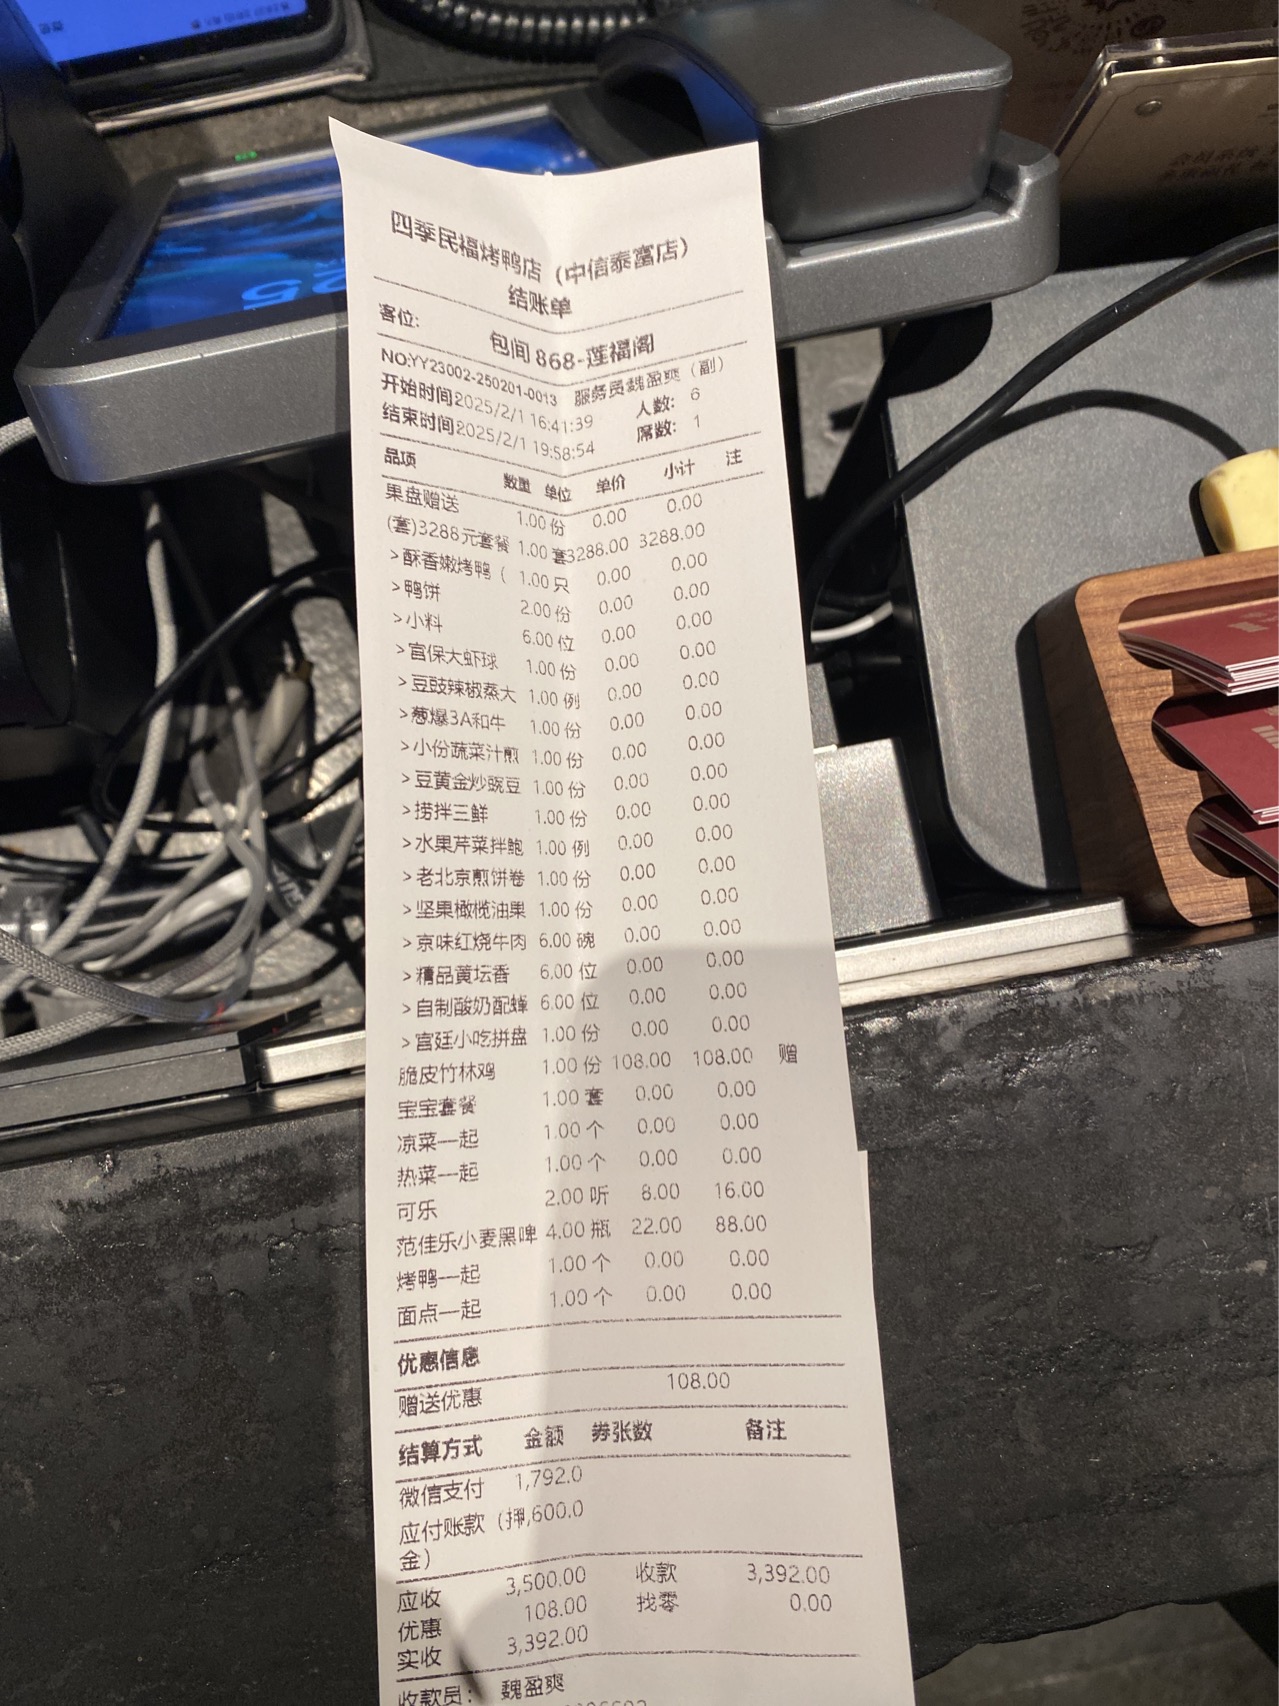 四季民福烤鸭店（中信泰富店）
结账单
客位: 包间 868-莲福阁
NO:YY23002-250201-0013 服务员魏盈爽（副）
开始时间2025/2/1 16:41:39 人数: 6
结束时间2025/2/1 19:58:54 席数: 1
品项 数量 单位 单价 小计 注
果盘赠送 1.00 份 0.00 0.00
(套)3288元套餐 1.00 套3288.00 3288.00
>酥香嫩烤鸭（ 1.00 只 0.00 0.00
>鸭饼 2.00 份 0.00 0.00
>小料 6.00 位 0.00 0.00
>宫保大虾球 1.00 份 0.00 0.00
>豆豉辣椒蒸大 1.00 例 0.00 0.00
>葱爆3A和牛 1.00 份 0.00 0.00
>小份蔬菜汁煎 1.00 份 0.00 0.00
>豆黄金炒豌豆 1.00 份 0.00 0.00
>捞拌三鲜 1.00 份 0.00 0.00
>水果芹菜拌鲍 1.00 例 0.00 0.00
>老北京煎饼卷 1.00 份 0.00 0.00
>坚果橄榄油果 1.00 份 0.00 0.00
>京味红烧牛肉 6.00 碗 0.00 0.00
>精品黄坛香 6.00 位 0.00 0.00
>自制酸奶配蜂 6.00 位 0.00 0.00
>宫廷小吃拼盘 1.00 份 0.00 0.00
脆皮竹林鸡 1.00 份 108.00 108.00 赠
宝宝套餐 1.00 套 0.00 0.00
凉菜一起 1.00 个 0.00 0.00
热菜一起 1.00 个 0.00 0.00
可乐 2.00 听 8.00 16.00
范佳乐小麦黑啤 4.00 瓶 22.00 88.00
烤鸭一起 1.00 个 0.00 0.00
面点一起 1.00 个 0.00 0.00
优惠信息
赠送优惠 108.00
结算方式 金额 券张数 备注
微信支付 1,792.0
应付账款（押,600.0
金）
应收 3,500.00 收款 3,392.00
优惠 108.00 找零 0.00
实收 3,392.00
收款员: 魏盈爽